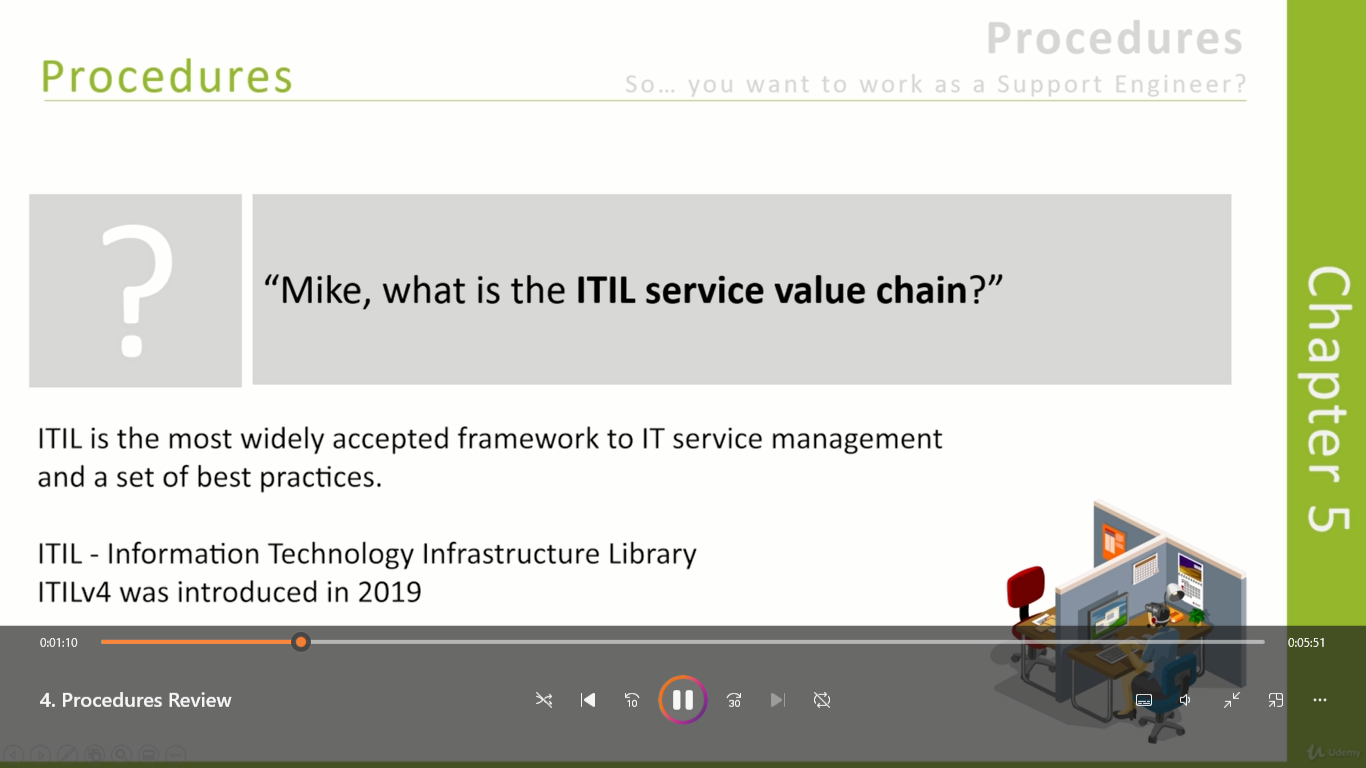 Procedures
So... you want to work as a Support Engineer?
Procedures
?
“Mike, what is the ITIL service value chain?”
ITIL is the most widely accepted framework to IT service management
and a set of best practices.
ITIL - Information Technology Infrastructure Library
ITILv4 was introduced in 2019
Chapter 5
0:01:10
0:05:51
4. Procedures Review
10
30
Udemy